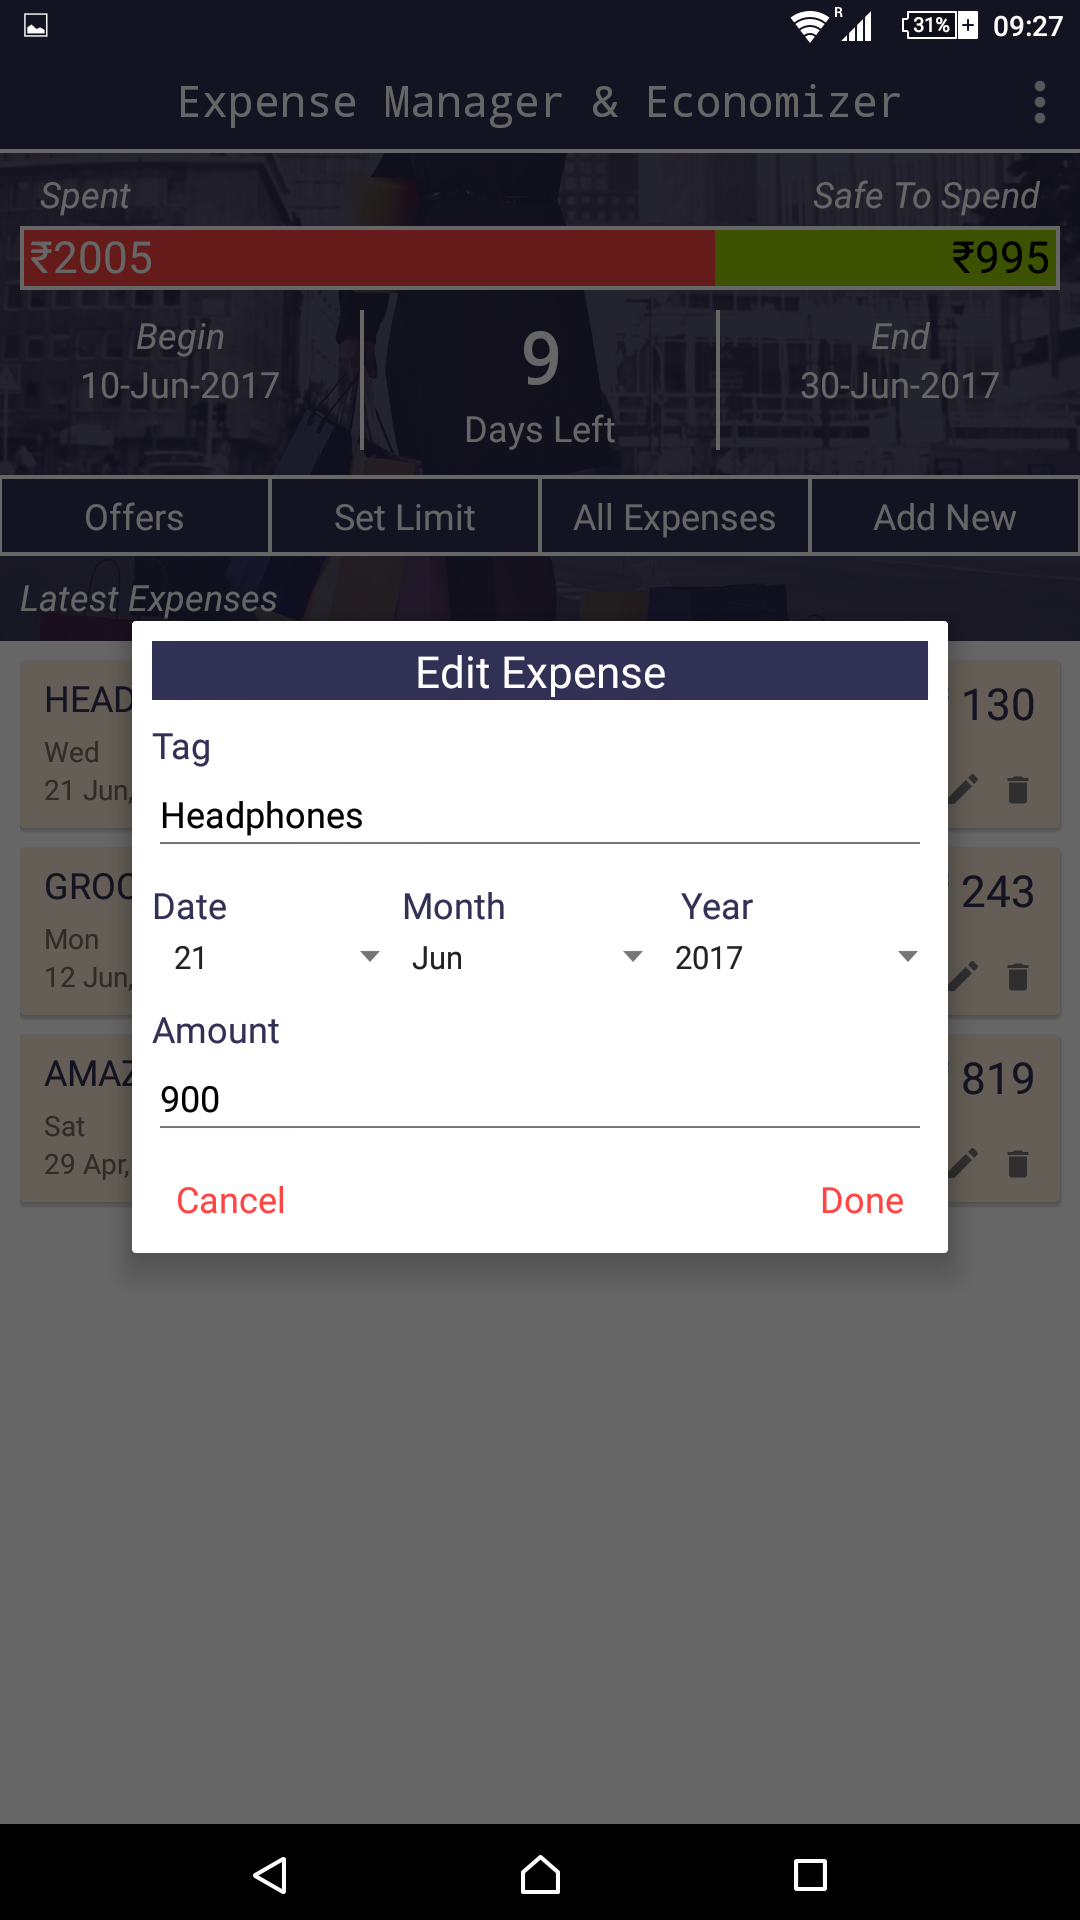 R 31% 09:27
Expense Manager & Economizer
Spent Safe To Spend
₹2005 ₹995
Begin 9 End
10-Jun-2017 Days Left 30-Jun-2017
Offers Set Limit All Expenses Add New
Latest Expenses
Edit Expense
HEAD 130
Wed
21 Jun,
Tag
Headphones
GROC 243
Mon
12 Jun,
Date Month Year
21 Jun 2017
Amount
AMAZ 819
900
Sat
29 Apr,
Cancel Done